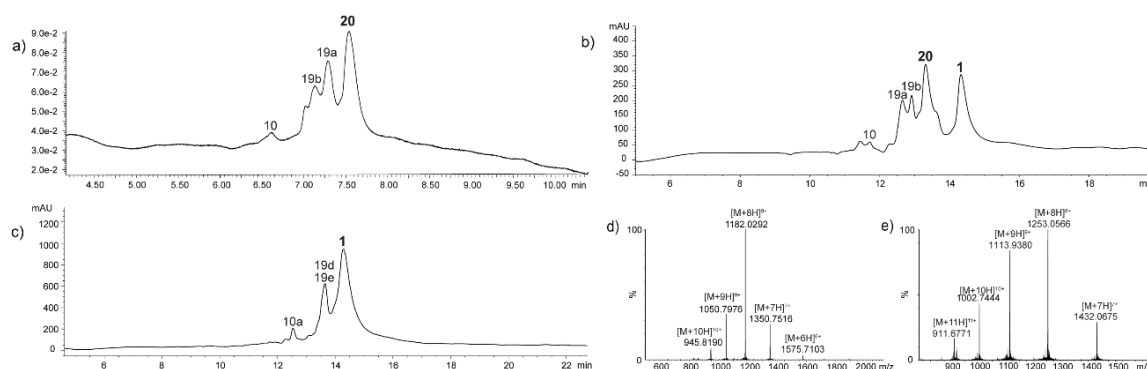 a)
9.0e-2
8.0e-2
7.0e-2
6.0e-2
5.0e-2
4.0e-2
3.0e-2
2.0e-2
10
19b
19a
20
4.50 5.00 5.50 6.00 6.50 7.00 7.50 8.00 8.50 9.00 9.50 10.00 min
b)
mAU
400
350
300
250
200
150
100
50
0
-50
10
19a
19b
20
1
6 8 10 12 14 16 18 m
c)
mAU
1000
800
600
400
200
0
10a
19d
19e
1
6 8 10 12 14 16 18 20 22 min
d)
100
%
[M+8H]8+
1182.0292
[M+9H]9+
1050.7976
[M+7H]7+
1350.7516
[M+10H]10+
945.8190
[M+6H]6+
1575.7103
600 800 1000 1200 1400 1600 1800 2000 m/z
e)
100
%
[M+8H]8+
1253.0566
[M+9H]9+
1113.9380
[M+10H]10+
1002.7444
[M+11H]11+
911.6771
[M+7H]7+
1432.0675
900 1000 1100 1200 1300 1400 1500 m